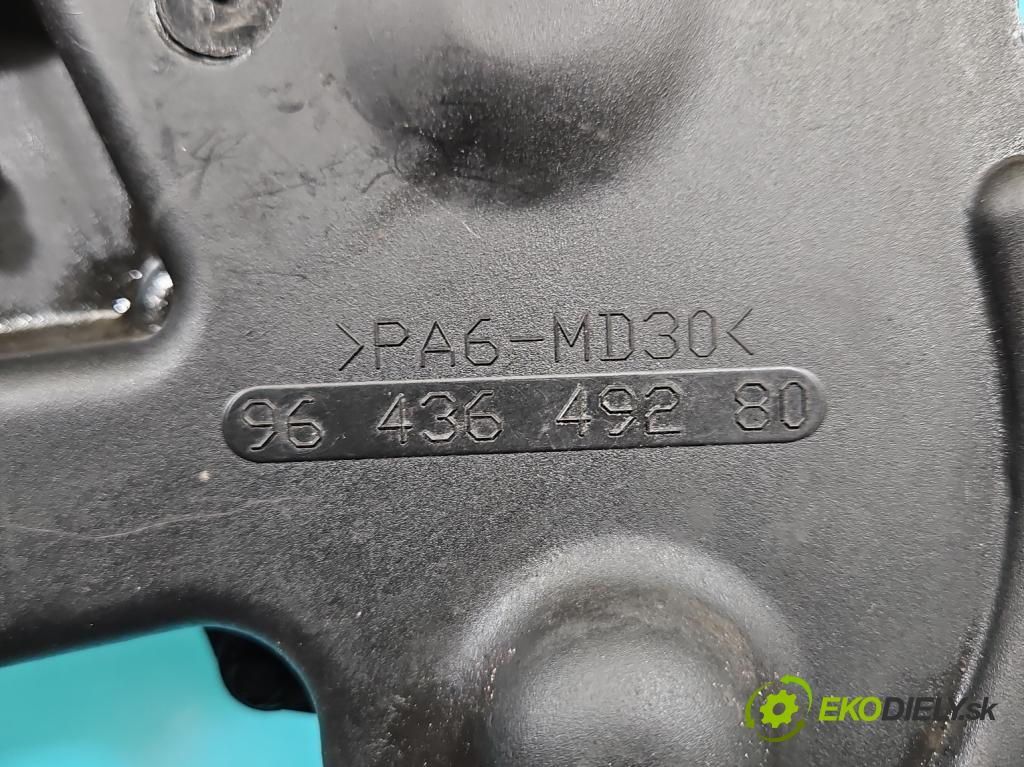 >PA6-MD30<
96 436 492 80
EKODIELY.sk